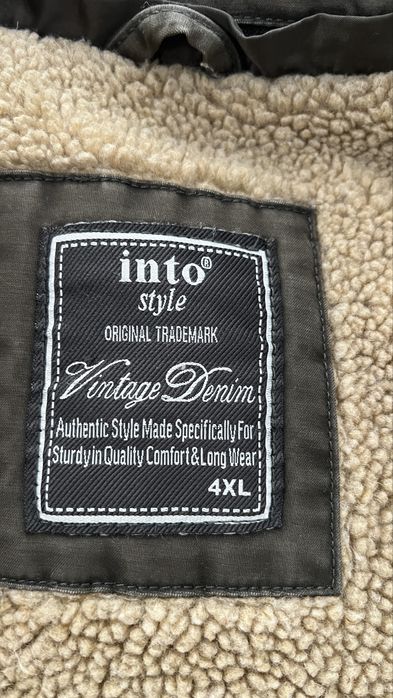 into®
style
ORIGINAL TRADEMARK
Vintage Denim
Authentic Style Made Specifically For
Sturdy in Quality Comfort & Long Wear
4XL